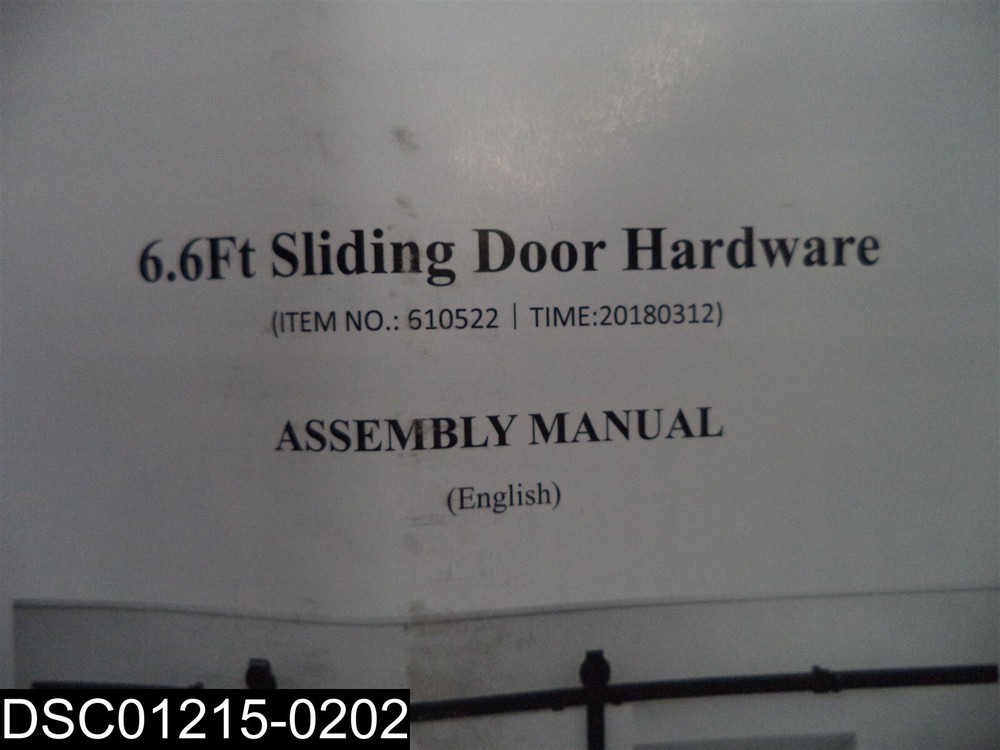 6.6Ft Sliding Door Hardware
(ITEM NO.: 610522 | TIME:20180312)
ASSEMBLY MANUAL
(English)
DSC01215-0202